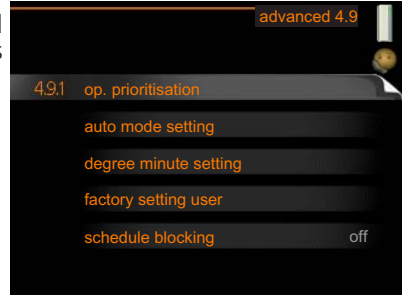 advanced 4.9
4.9.1 op. prioritisation
auto mode setting
degree minute setting
factory setting user
schedule blocking off